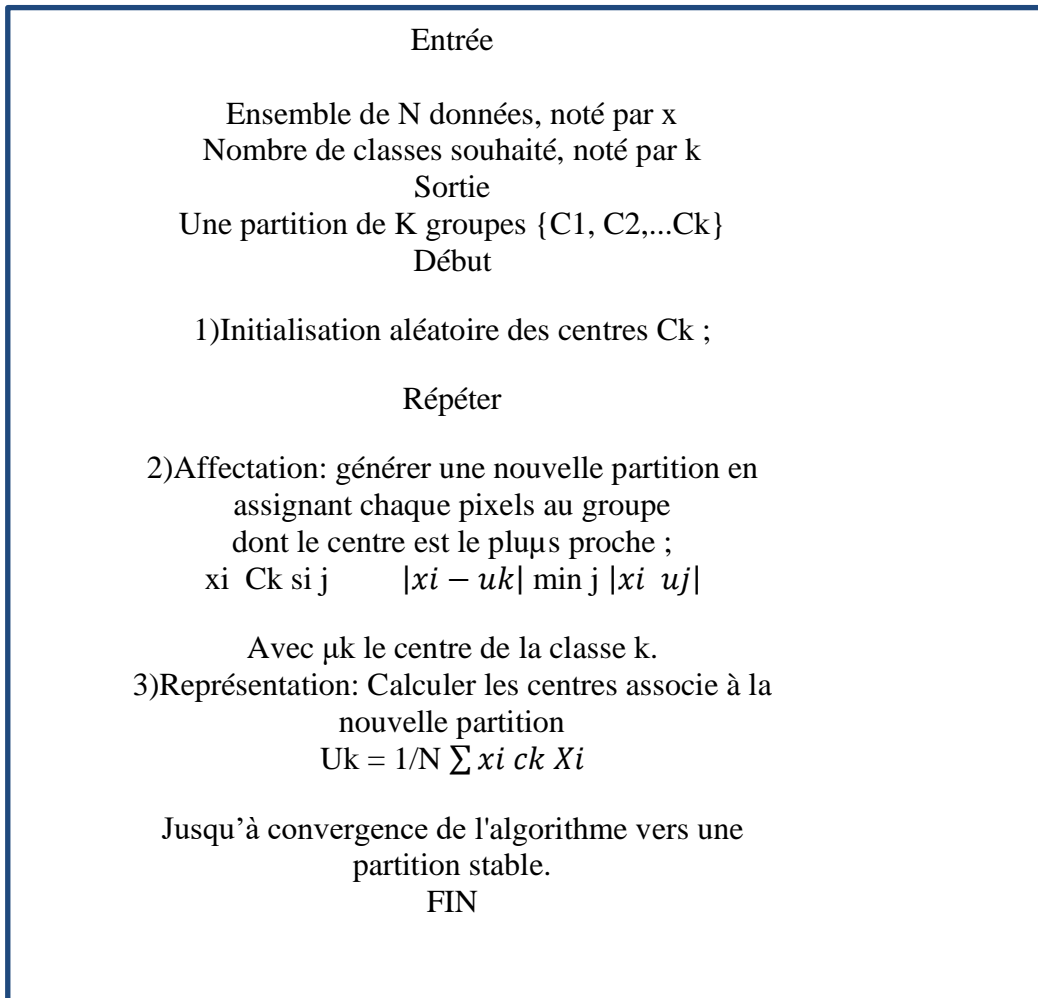 Entrée
Ensemble de N données, noté par x
Nombre de classes souhaité, noté par k
Sortie
Une partition de K groupes {C1, C2,...Ck}
Début
1)Initialisation aléatoire des centres Ck ;
Répéter
2)Affectation: générer une nouvelle partition en
assignant chaque pixels au groupe
dont le centre est le pluµs proche ;
xi Ck si j |xi − uk| min j |xi uj|
Avec µk le centre de la classe k.
3)Représentation: Calculer les centres associe à la
nouvelle partition
Uk = 1/N ∑ xi ck Xi
Jusqu’à convergence de l'algorithme vers une
partition stable.
FIN